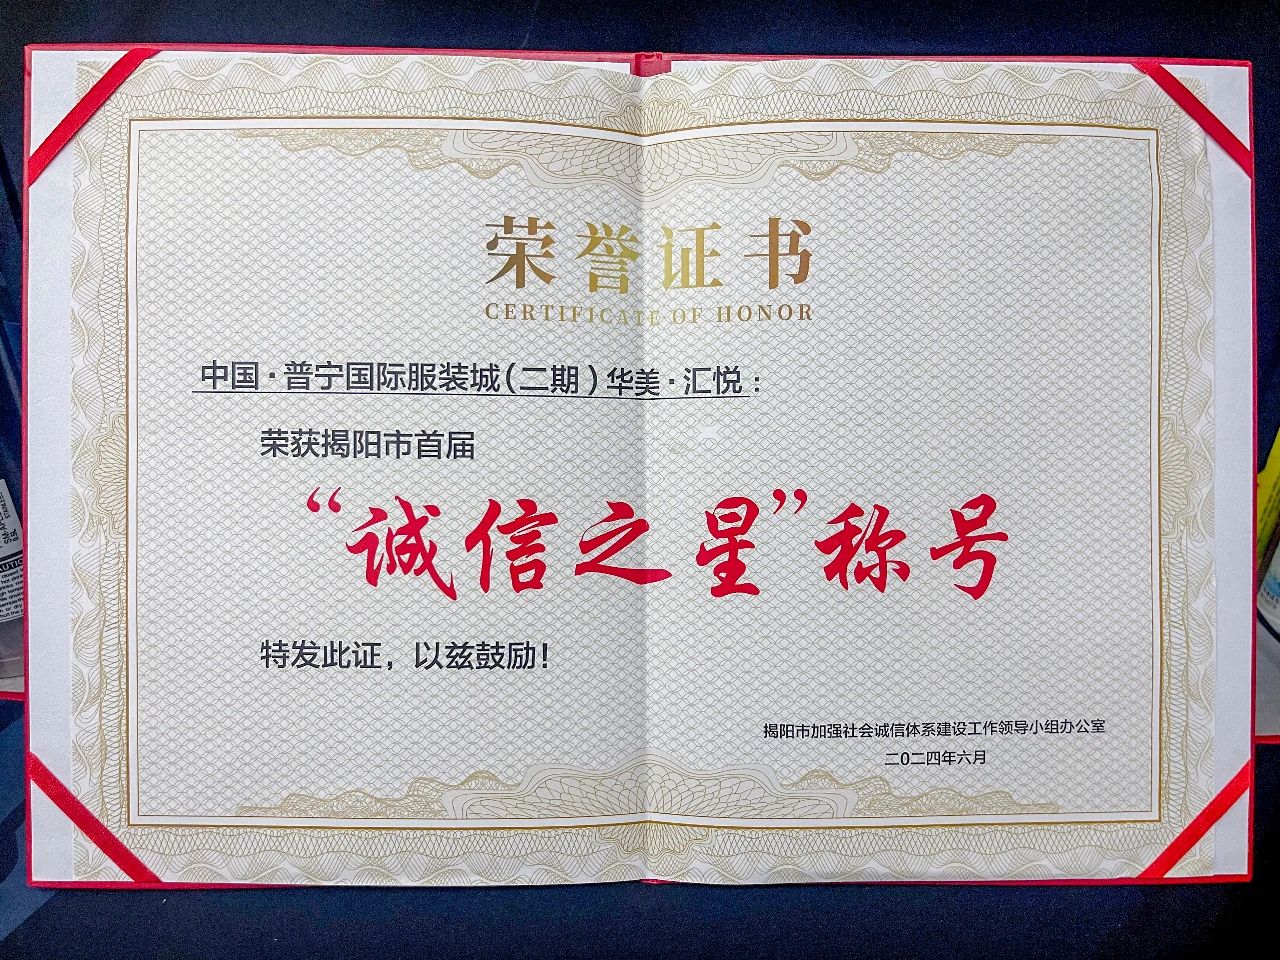 荣誉证书
CERTIFICATE OF HONOR
中国·普宁国际服装城(二期)华美·汇悦:
荣获揭阳市首届
“诚信之星”称号
特发此证，以兹鼓励!
揭阳市加强社会诚信体系建设工作领导小组办公室
二〇二四年六月